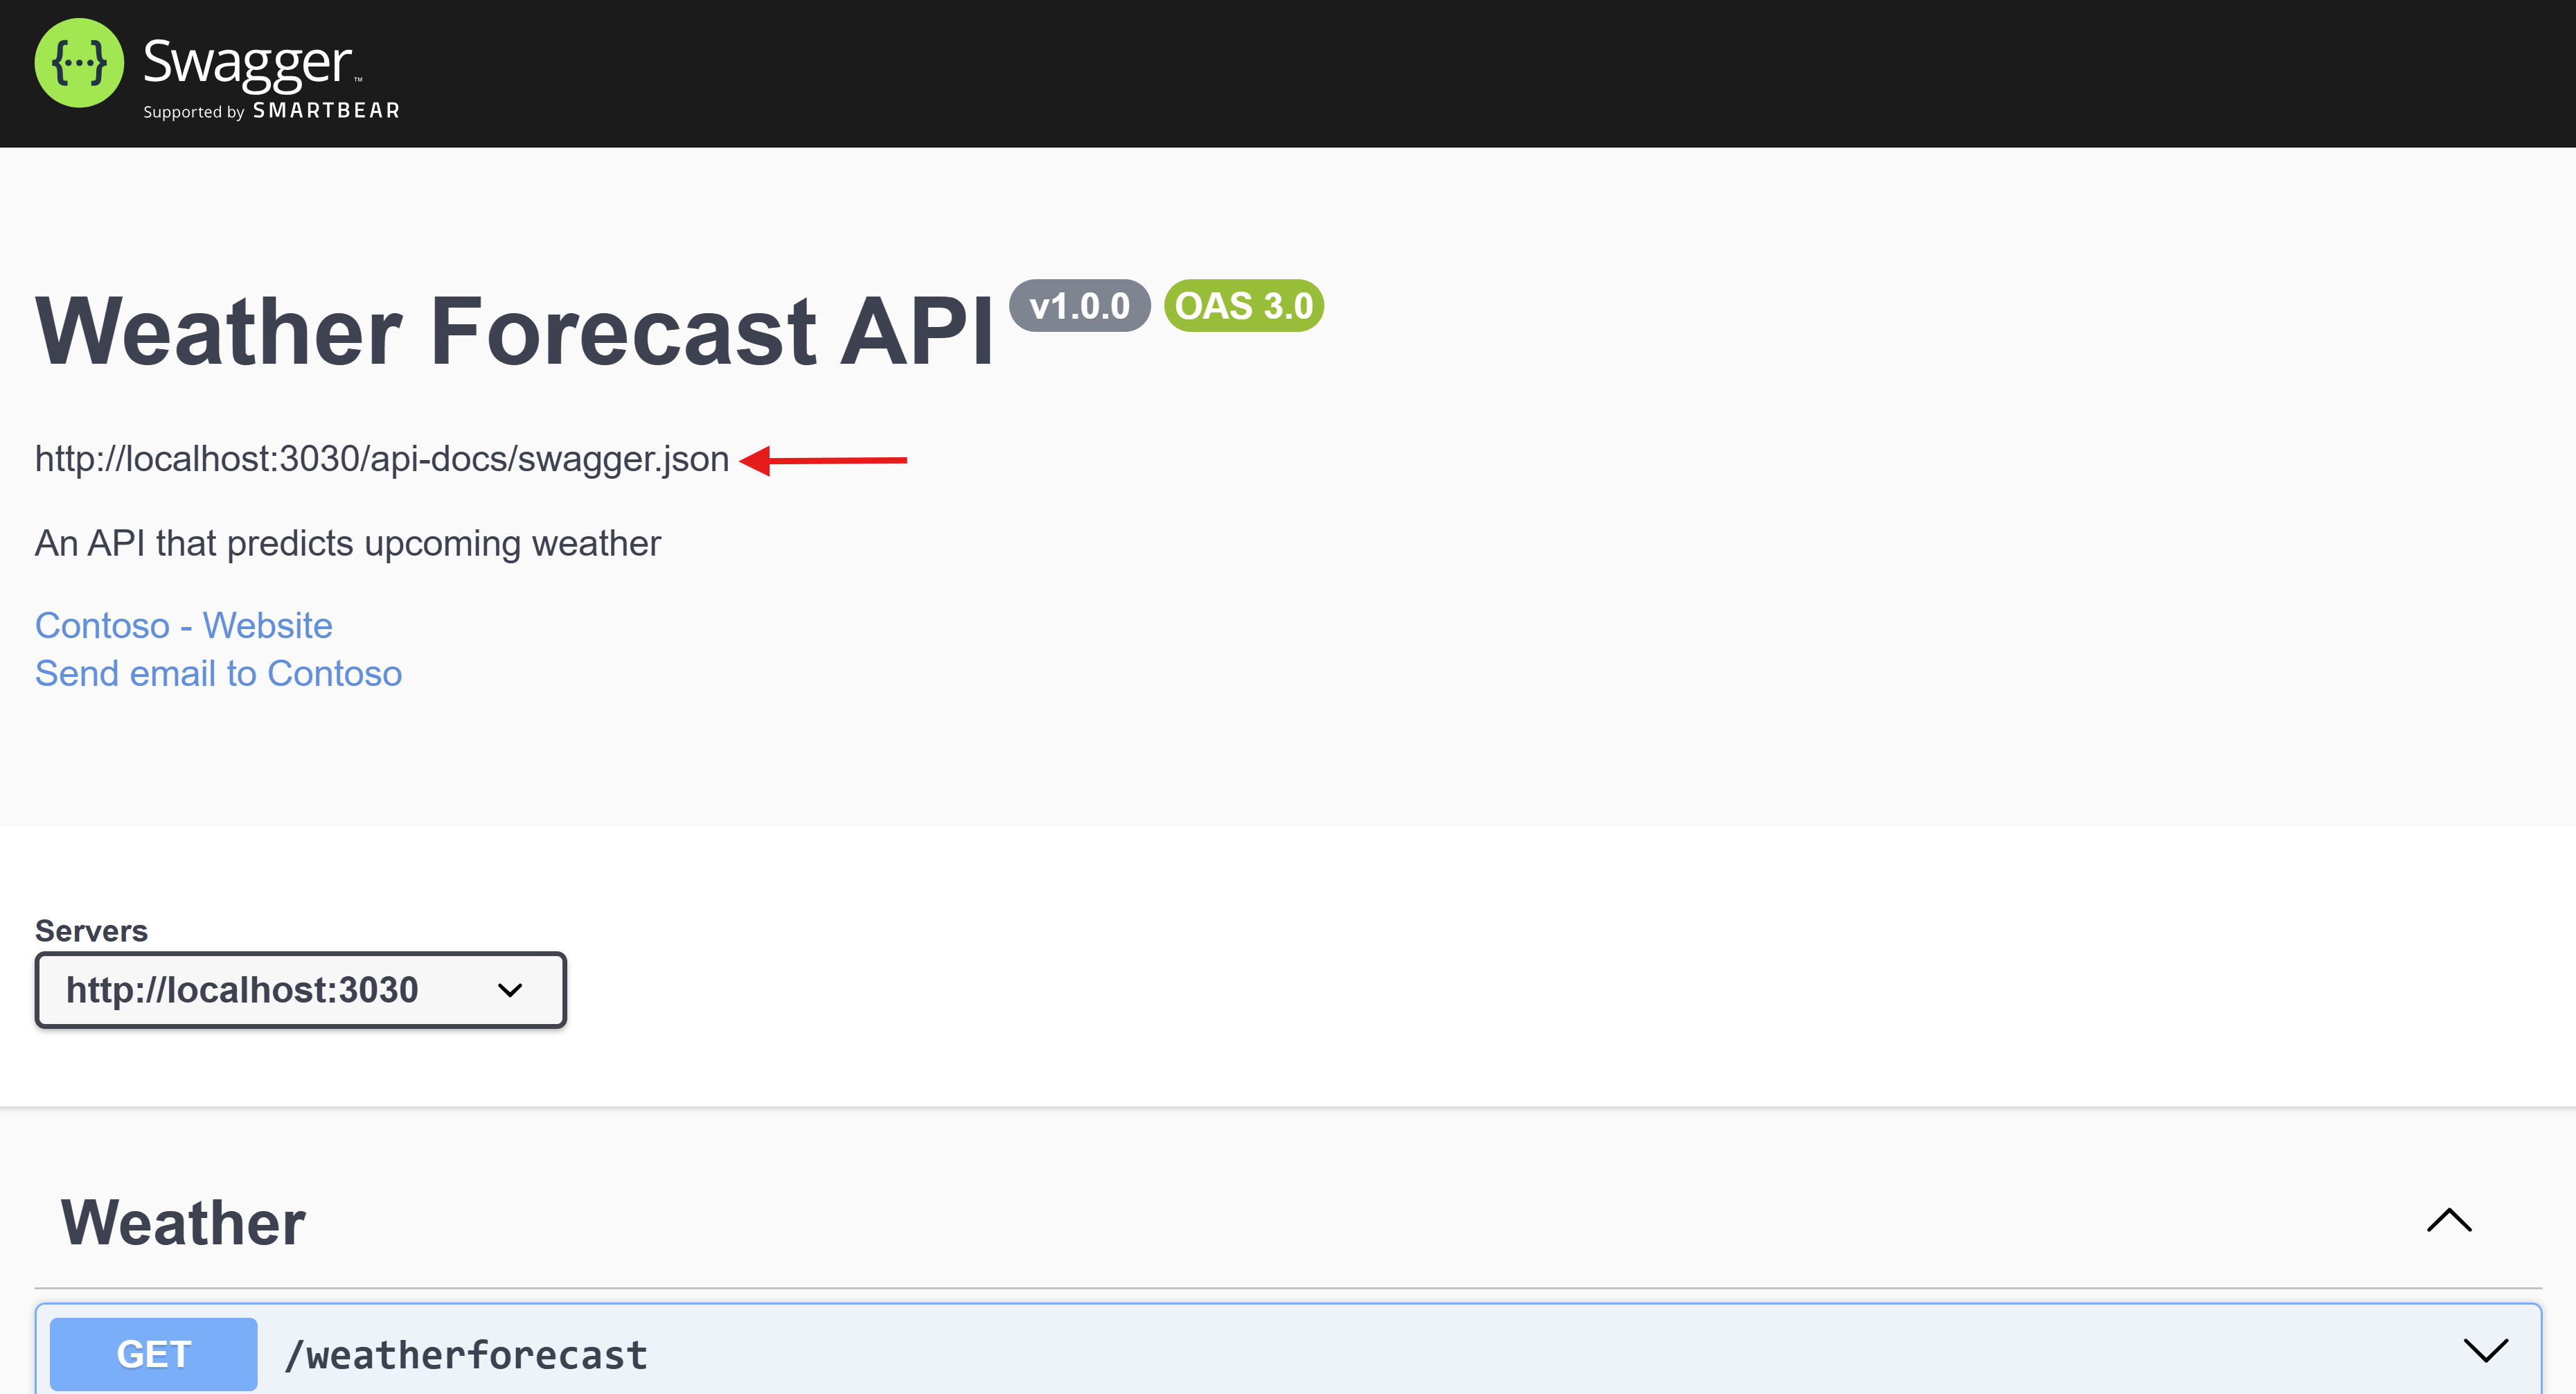 {...} Swagger™
Supported by SMARTBEAR
Weather Forecast API v1.0.0 OAS 3.0
http://localhost:3030/api-docs/swagger.json
An API that predicts upcoming weather
Contoso - Website
Send email to Contoso
Servers
http://localhost:3030
Weather
GET /weatherforecast